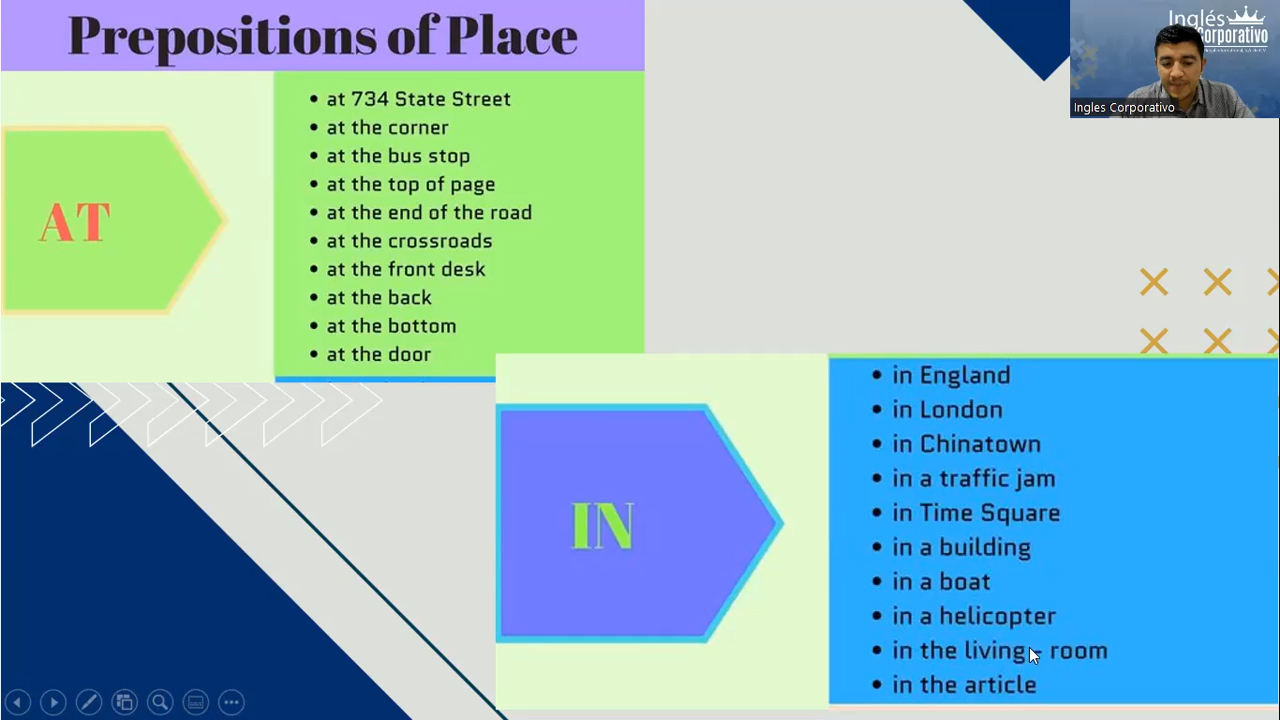 Prepositions of Place
AT
at 734 State Street
at the corner
at the bus stop
at the top of page
at the end of the road
at the crossroads
at the front desk
at the back
at the bottom
at the door
IN
in England
in London
in Chinatown
in a traffic jam
in Time Square
in a building
in a boat
in a helicopter
in the living - room
in the article
Inglés
Corporativo
Ingles Corporativo